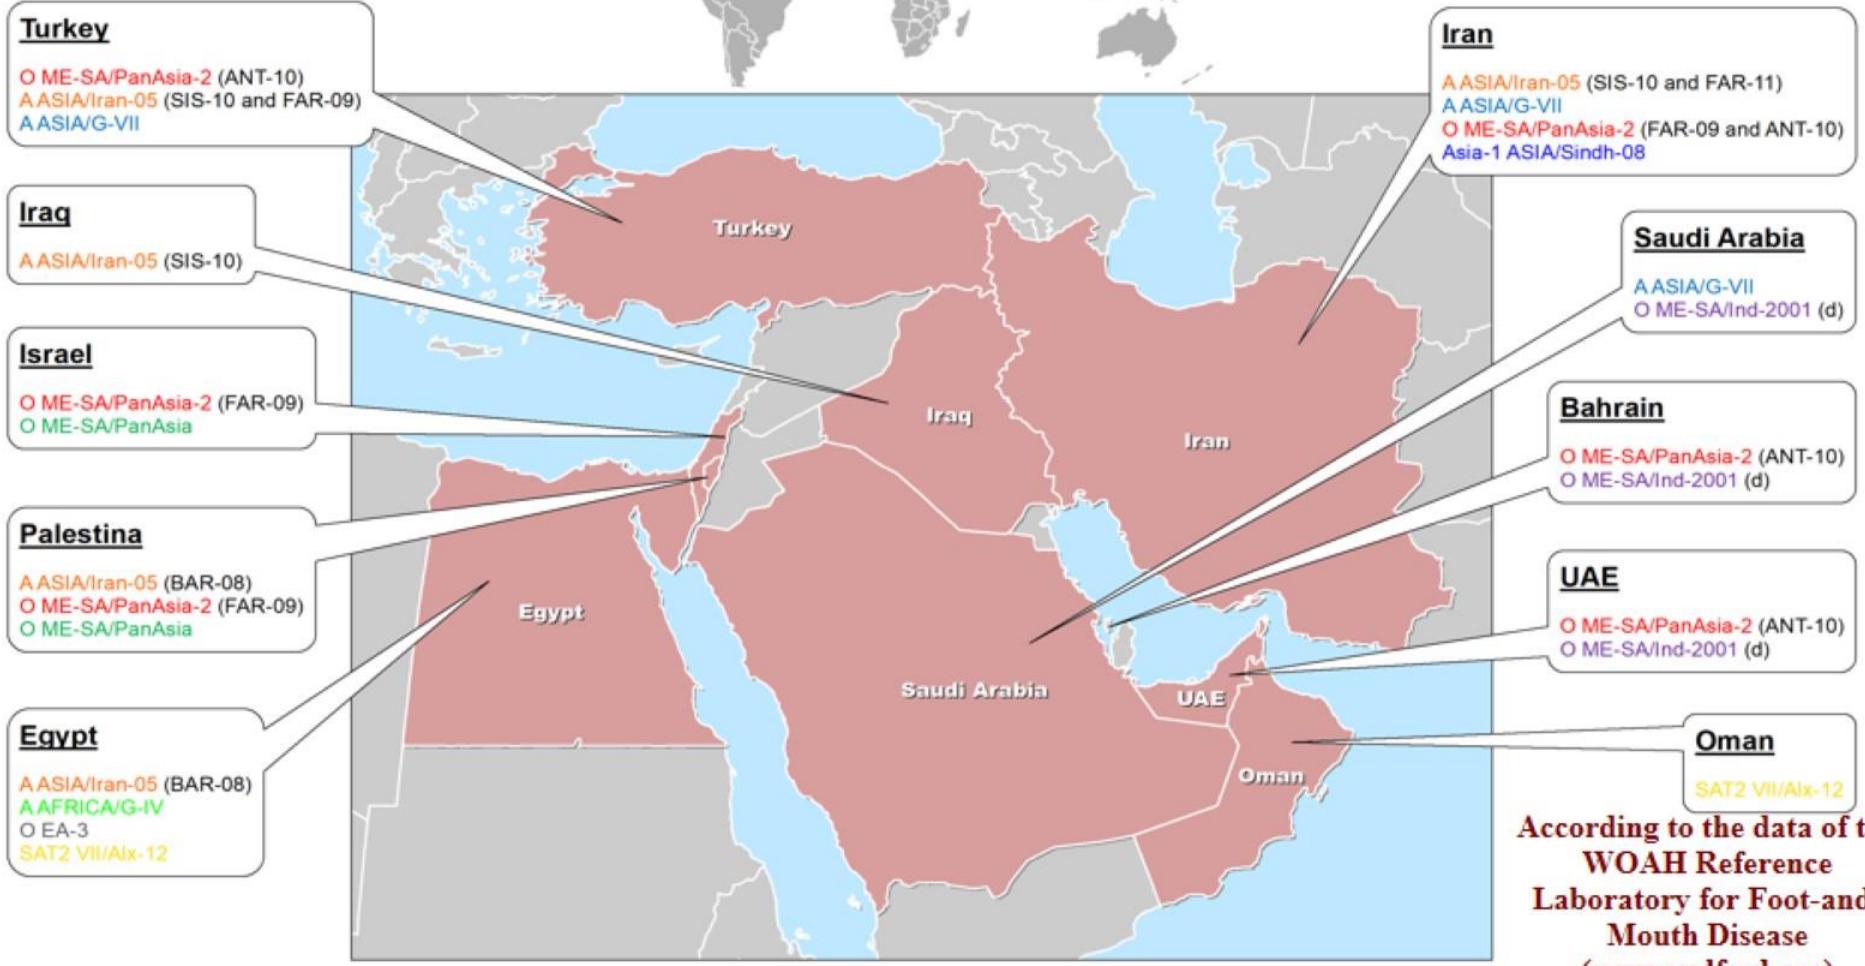 Turkey
O ME-SA/PanAsia-2 (ANT-10)
A ASIA/Iran-05 (SIS-10 and FAR-09)
A ASIA/G-VII
Iraq
A ASIA/Iran-05 (SIS-10)
Israel
O ME-SA/PanAsia-2 (FAR-09)
O ME-SA/PanAsia
Palestina
A ASIA/Iran-05 (BAR-08)
O ME-SA/PanAsia-2 (FAR-09)
O ME-SA/PanAsia
Egypt
A ASIA/Iran-05 (BAR-08)
A AFRICA/G-IV
O EA-3
SAT2 VII/Alx-12
Turkey
Iraq
Iran
Egypt
Saudi Arabia
UAE
Oman
Iran
A ASIA/Iran-05 (SIS-10 and FAR-11)
A ASIA/G-VII
O ME-SA/PanAsia-2 (FAR-09 and ANT-10)
Asia-1 ASIA/Sindh-08
Saudi Arabia
A ASIA/G-VII
O ME-SA/Ind-2001 (d)
Bahrain
O ME-SA/PanAsia-2 (ANT-10)
O ME-SA/Ind-2001 (d)
UAE
O ME-SA/PanAsia-2 (ANT-10)
O ME-SA/Ind-2001 (d)
Oman
SAT2 VII/Alx-12
According to the data of
WOAH Reference
Laboratory for Foot-and
Mouth Disease